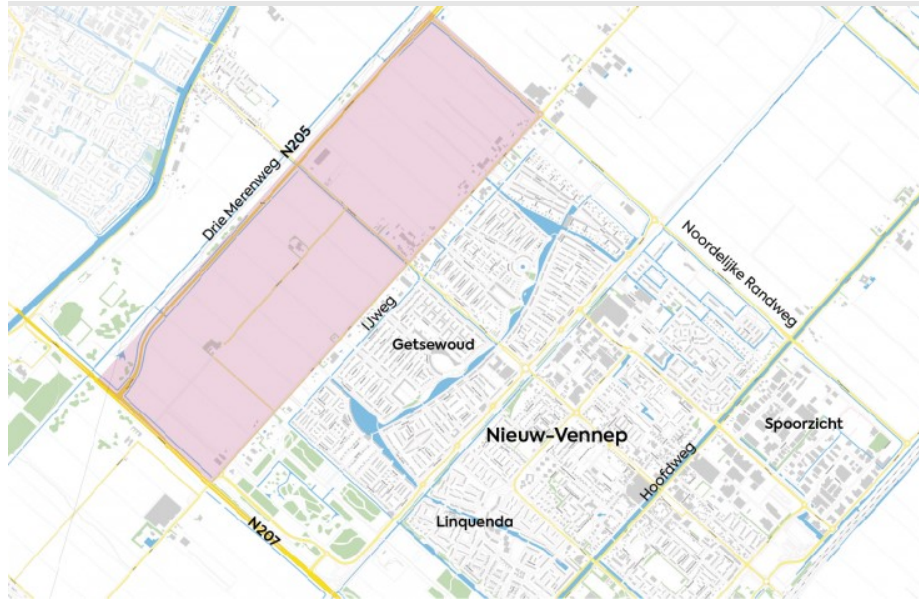 N205
Drie Merenweg
Noordelijke Randweg
IJweg
Getsewoud
Spoorzicht
Nieuw-Vennep
Hoofdweg
Linquenda
N207